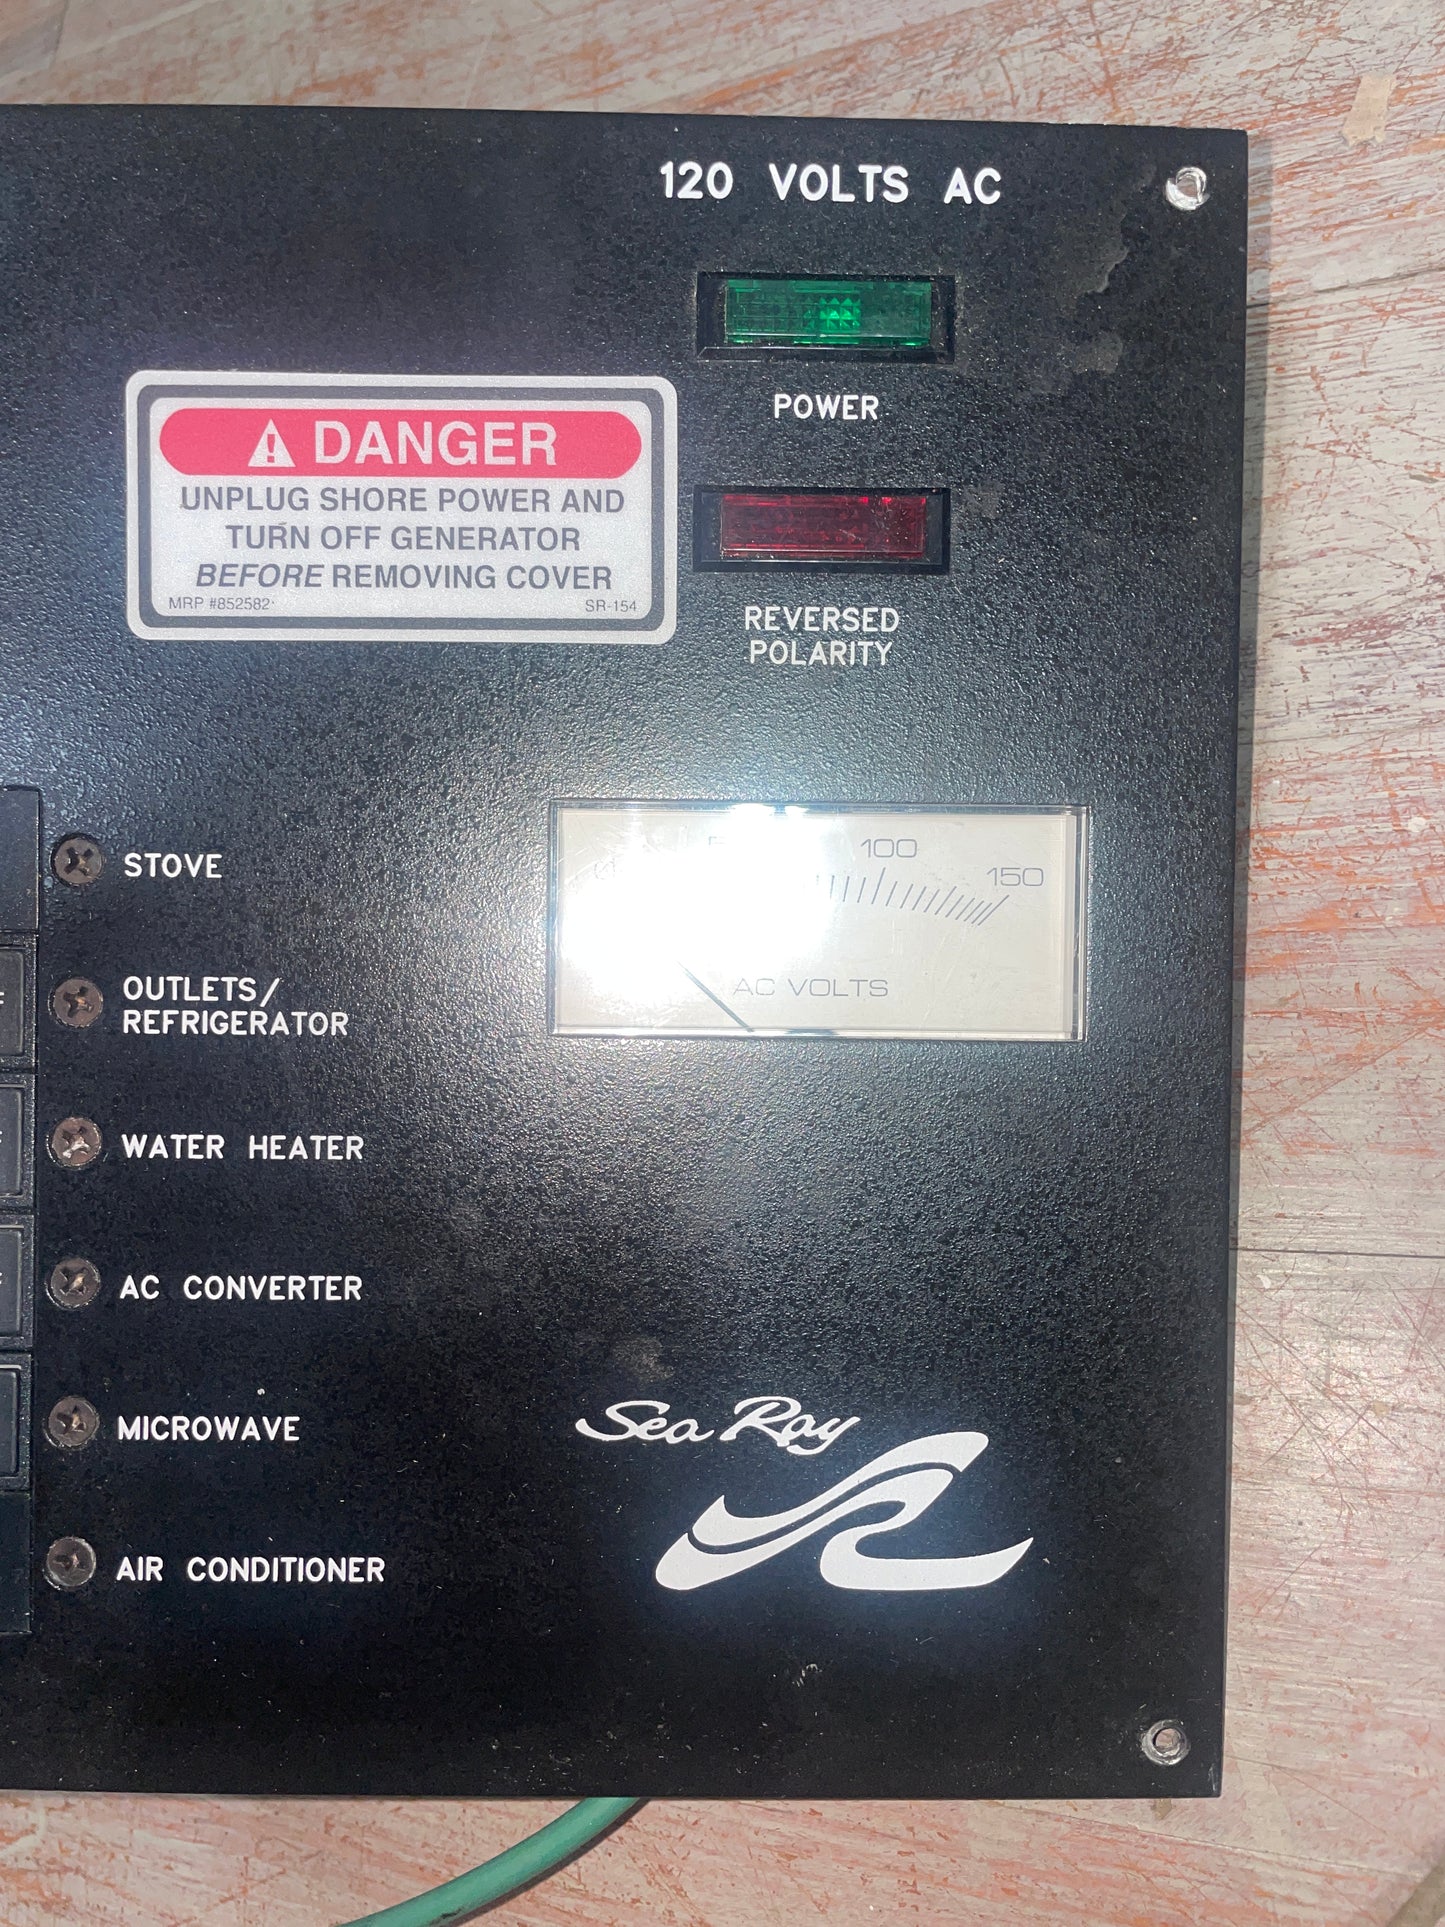 120 VOLTS AC
POWER
DANGER
UNPLUG SHORE POWER AND
TURN OFF GENERATOR
BEFORE REMOVING COVER
MRP #852582
SR-154
REVERSED
POLARITY
100
150
AC VOLTS
STOVE
OUTLETS/
REFRIGERATOR
WATER HEATER
AC CONVERTER
MICROWAVE
AIR CONDITIONER
Sea Ray